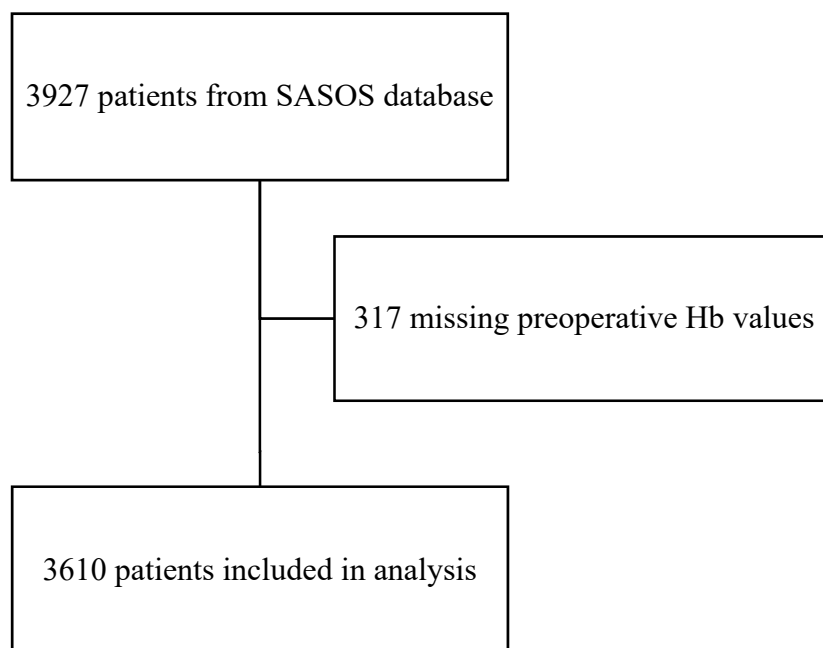 3927 patients from SASOS database
317 missing preoperative Hb values
3610 patients included in analysis